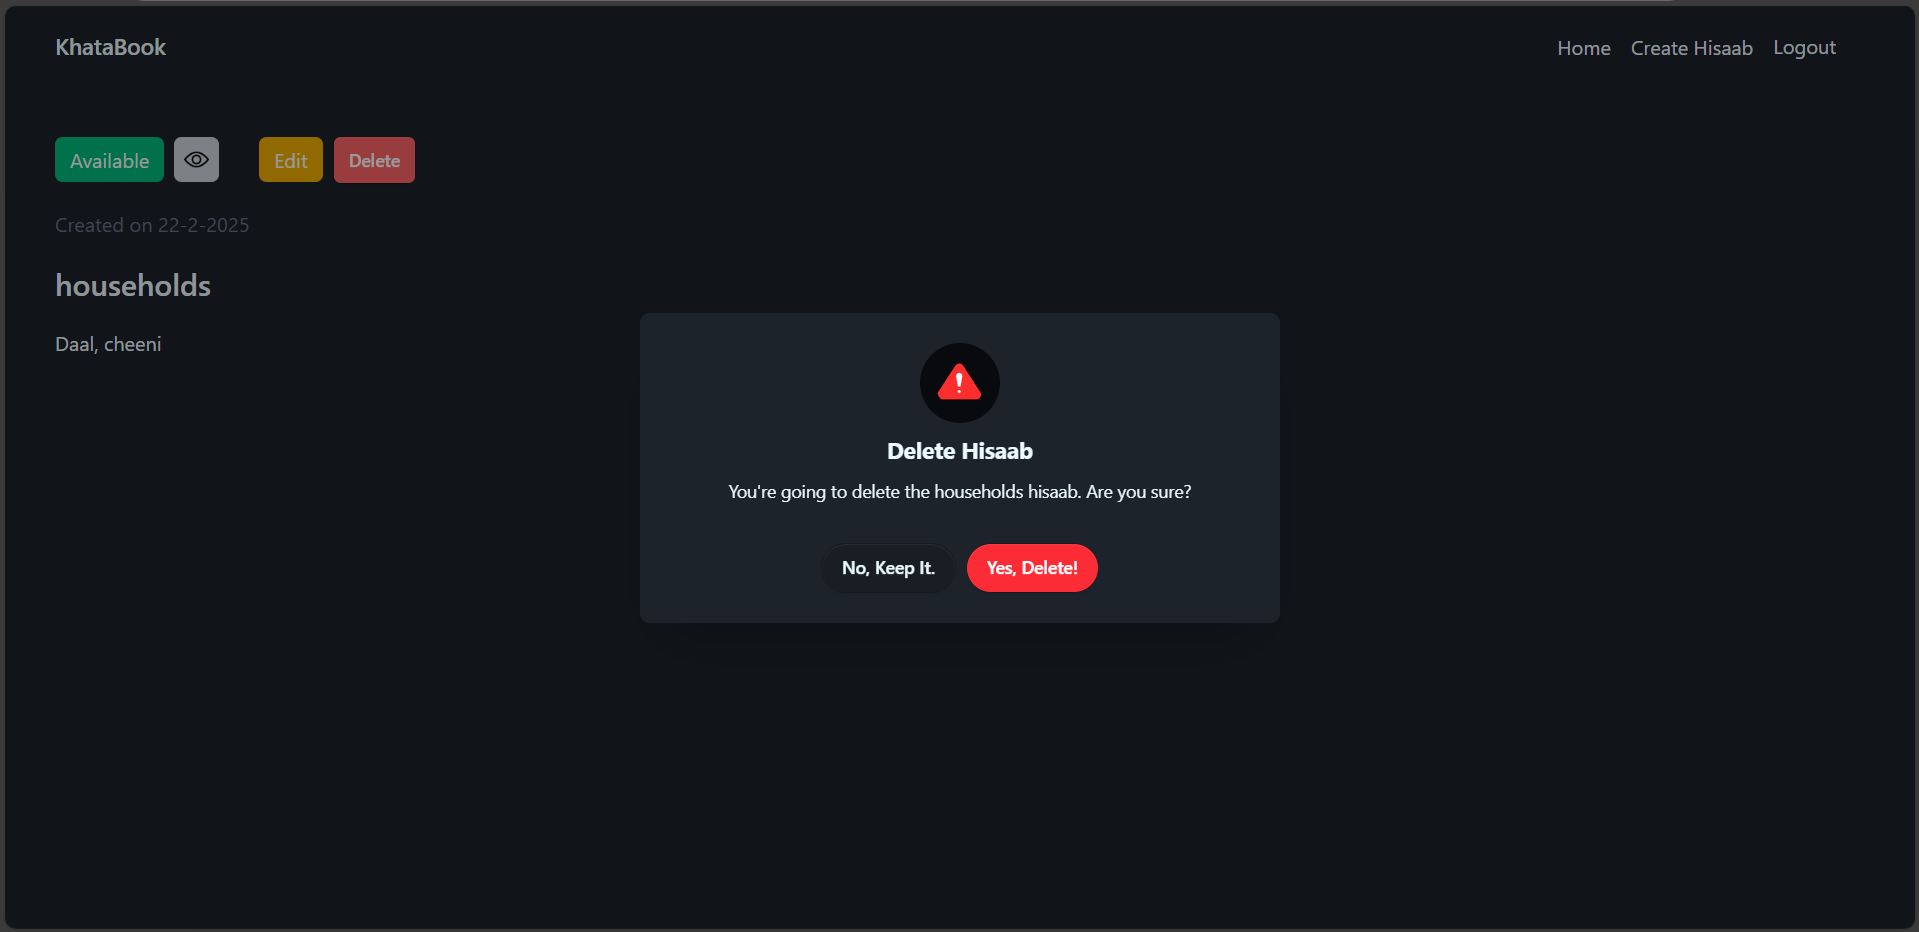 KhataBook
Home Create Hisaab Logout
Available Edit Delete
Created on 22-2-2025
households
Daal, cheeni
Delete Hisaab
You're going to delete the households hisaab. Are you sure?
No, Keep It. Yes, Delete!